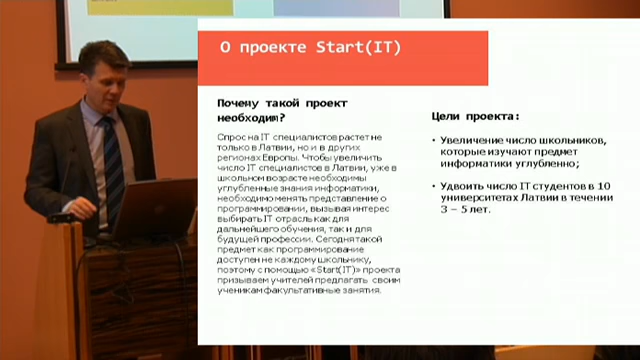 О проекте Start(IT)
Почему такой проект
необходим?
Спрос на IT специалистов растет не
только в Латвии, но и в других
регионах Европы. Чтобы увеличить
число IT специалистов в Латвии, уже в
школьном возрасте необходимы
углубленные знания информатики,
необходимо менять представление о
программировании, вызывая интерес
выбирать IT отрасль как для
дальнейшего обучения, так и для
будущей профессии. Сегодня такой
предмет как программирование
доступен не каждому школьнику,
поэтому с помощью «Start(IT)» проекта
призываем учителей предлагать своим
ученикам факультативные занятия.
Цели проекта:
• Увеличение число школьников,
которые изучают предмет
информатики углубленно;
• Удвоить число IT студентов в 10
университетах Латвии в течении
3 – 5 лет.